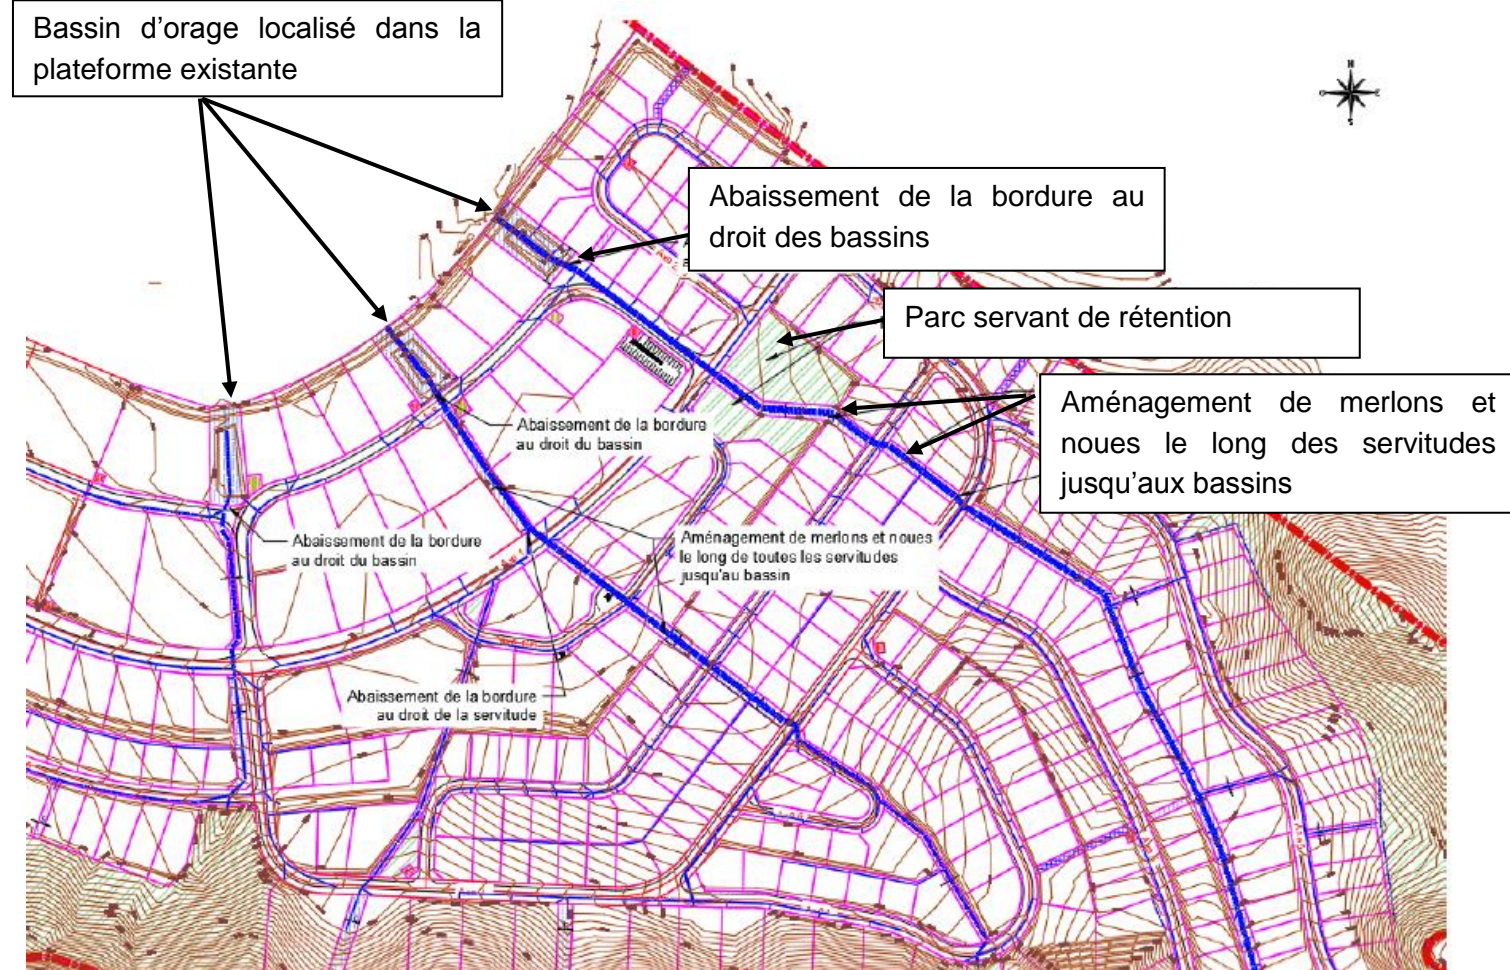 Bassin d'orage localisé dans la
plateforme existante
N
S
Abaissement de la bordure au
droit des bassins
Parc servant de rétention
Aménagement de merlons et
noues le long des servitudes
jusqu'aux bassins
Abaissement de la bordure
au droit du bassin
Abaissement de la bordure
au droit du bassin
Aménagement de merlons et noues
le long de toutes les servitudes
jusqu'au bassin
Abaissement de la bordure
au droit de la servitude